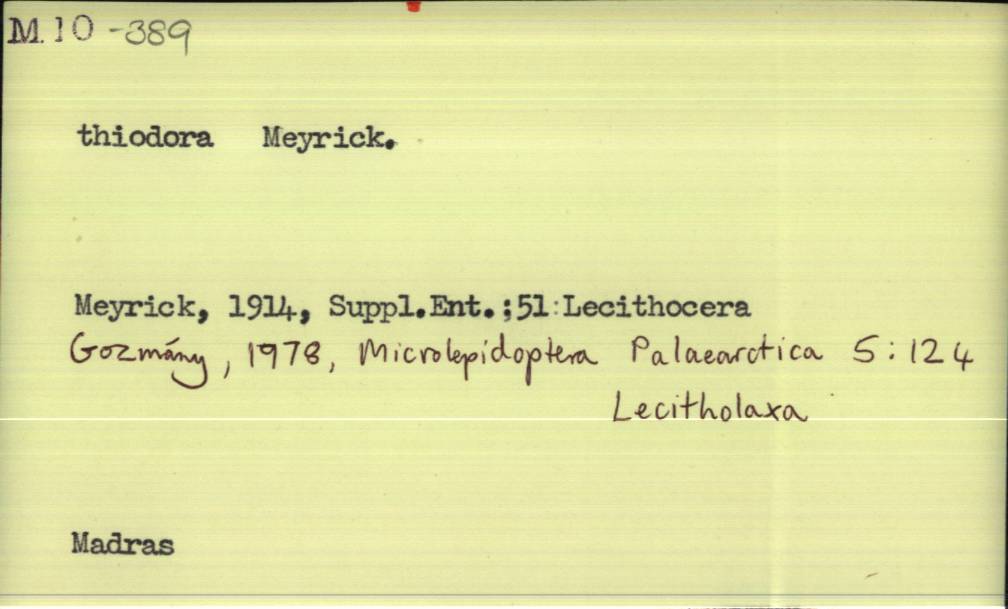 M.10 -389
thiodora Meyrick.
Meyrick, 1914, Suppl.Ent.;51:Lecithocera
Gozmány, 1978, Microlepidoptera Palaearctica 5:124
Lecitholaxa
Madras